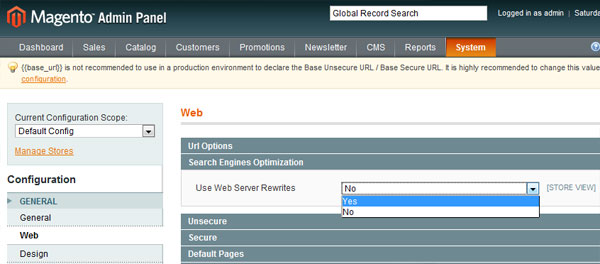 Magento Admin Panel
Global Record Search
Logged in as admin | Saturda
Dashboard Sales Catalog Customers Promotions Newsletter CMS Reports System
{{base_url}} is not recommended to use in a production environment to declare the Base Unsecure URL / Base Secure URL. It is highly recommended to change this value
configuration.
Current Configuration Scope:
Default Config
Manage Stores
Configuration
GENERAL
General
Web
Design
Web
Url Options
Search Engines Optimization
Use Web Server Rewrites No [STORE VIEW]
Yes
No
Unsecure
Secure
Default Pages